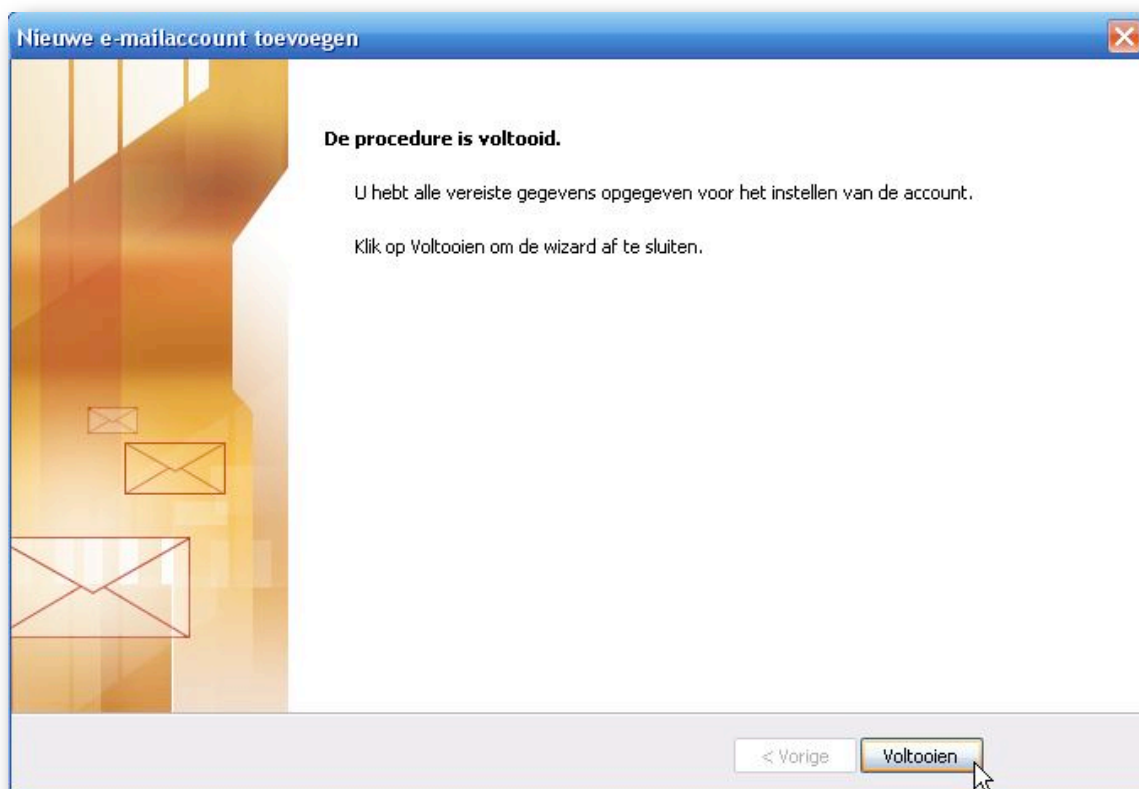 Nieuwe e-mailaccount toevoegen
De procedure is voltooid.
U hebt alle vereiste gegevens opgegeven voor het instellen van de account.
Klik op Voltooien om de wizard af te sluiten.
< Vorige
Voltooien